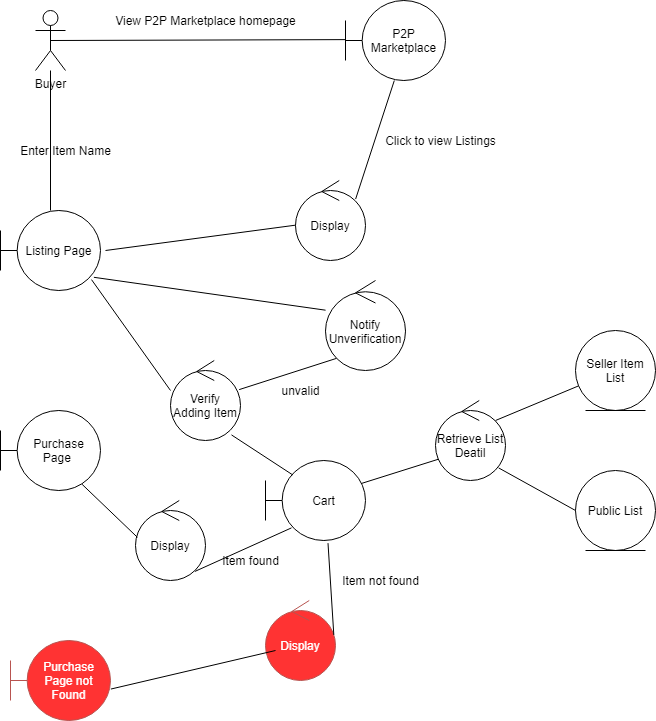 View P2P Marketplace homepage
P2P
Marketplace
Buyer
Click to view Listings
Enter Item Name
Display
Listing Page
Notify
Unverification
Seller Item
List
unvalid
Verify
Adding Item
Purchase
Page
Retrieve List
Deatil
Cart
Public List
Display
Item found
Item not found
Display
Purchase
Page not
Found